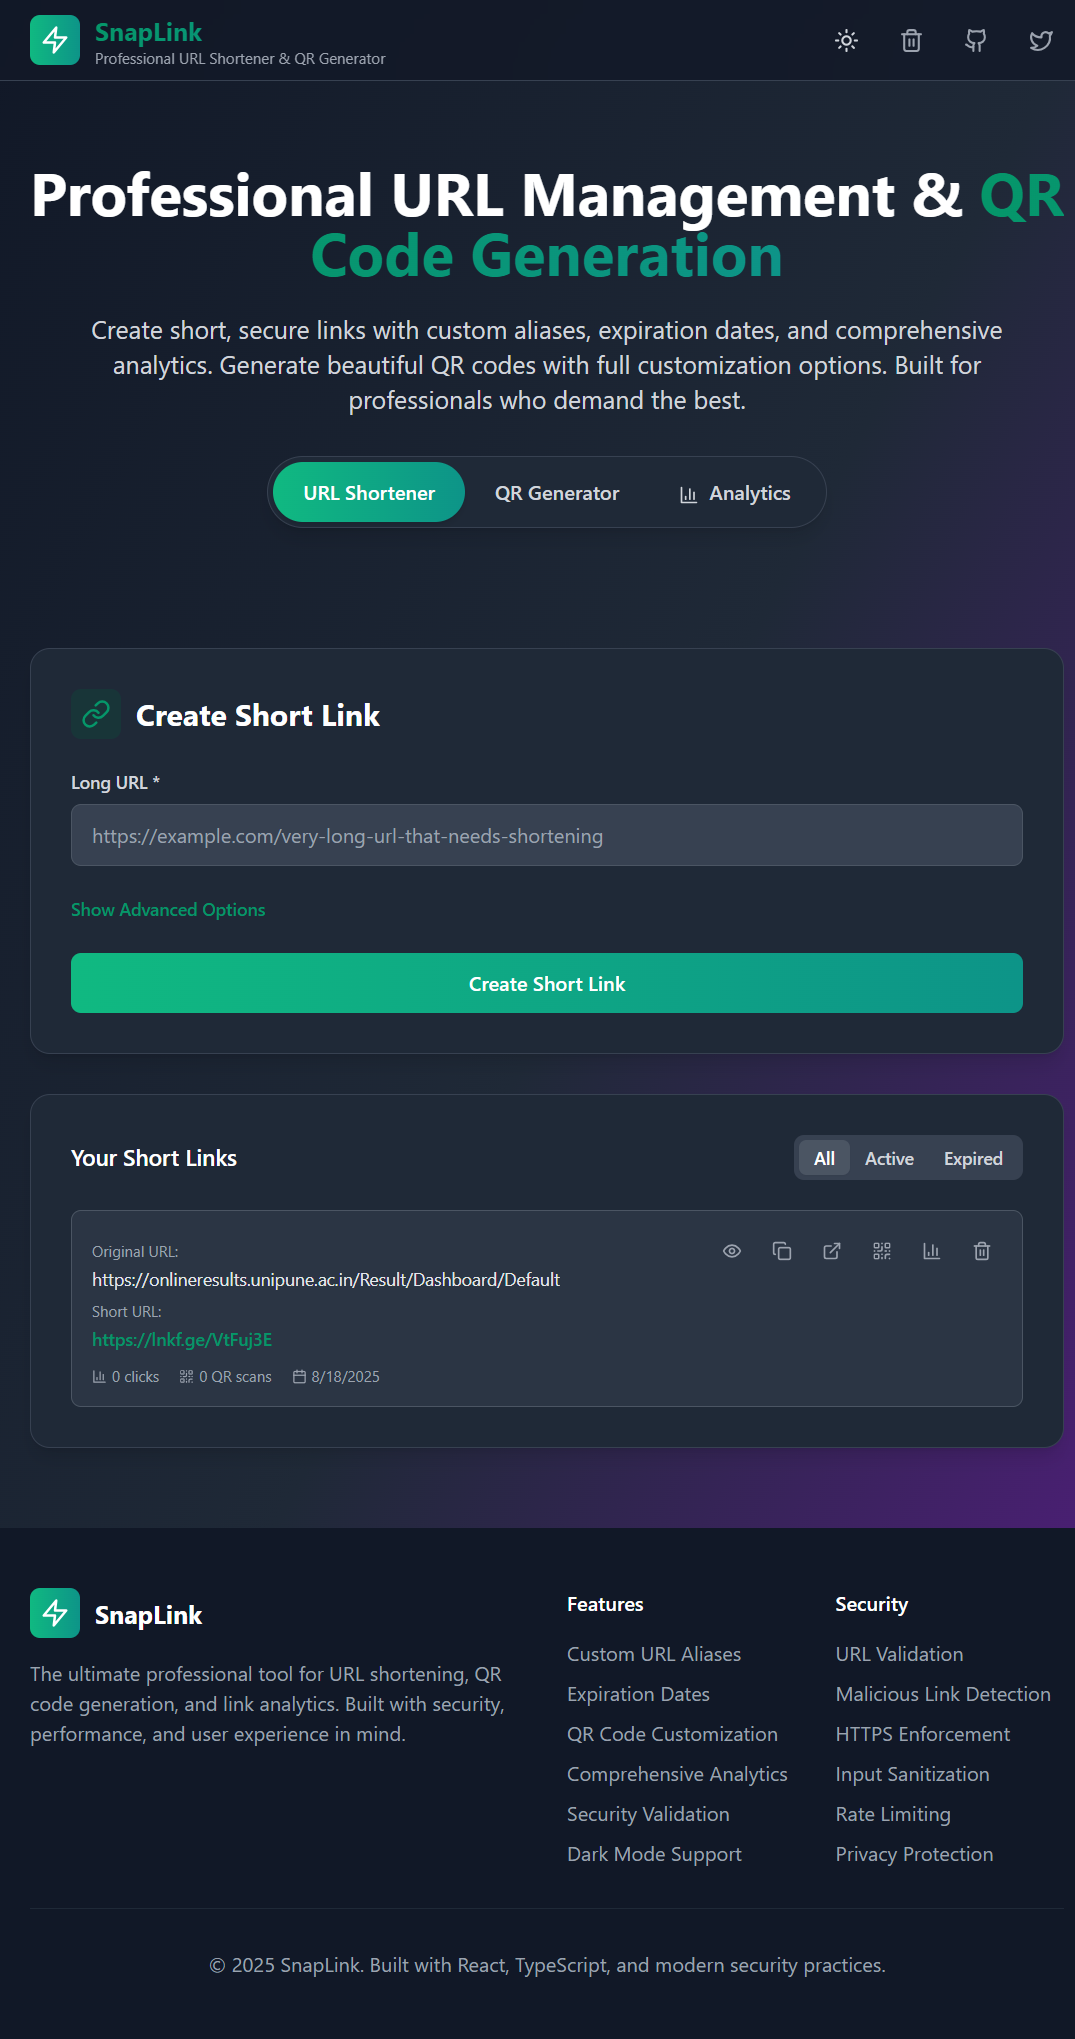 SnapLink
Professional URL Shortener & QR Generator
Professional URL Management & QR
Code Generation
Create short, secure links with custom aliases, expiration dates, and comprehensive
analytics. Generate beautiful QR codes with full customization options. Built for
professionals who demand the best.
URL Shortener
QR Generator
Analytics
Create Short Link
Long URL *
https://example.com/very-long-url-that-needs-shortening
Show Advanced Options
Create Short Link
Your Short Links
All
Active
Expired
Original URL:
https://onlineresults.unipune.ac.in/Result/Dashboard/Default
Short URL:
https://lnkf.ge/VtFuj3E
0 clicks
0 QR scans
8/18/2025
SnapLink
The ultimate professional tool for URL shortening, QR
code generation, and link analytics. Built with security,
performance, and user experience in mind.
Features
Custom URL Aliases
Expiration Dates
QR Code Customization
Comprehensive Analytics
Security Validation
Dark Mode Support
Security
URL Validation
Malicious Link Detection
HTTPS Enforcement
Input Sanitization
Rate Limiting
Privacy Protection
© 2025 SnapLink. Built with React, TypeScript, and modern security practices.